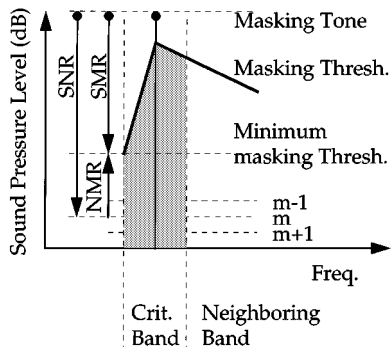 Sound Pressure Level (dB)
SNR
SMR
NMR
Masking Tone
Masking Thresh.
Minimum
masking Thresh.
m-1
m
m+1
Freq.
Crit.
Band
Neighboring
Band